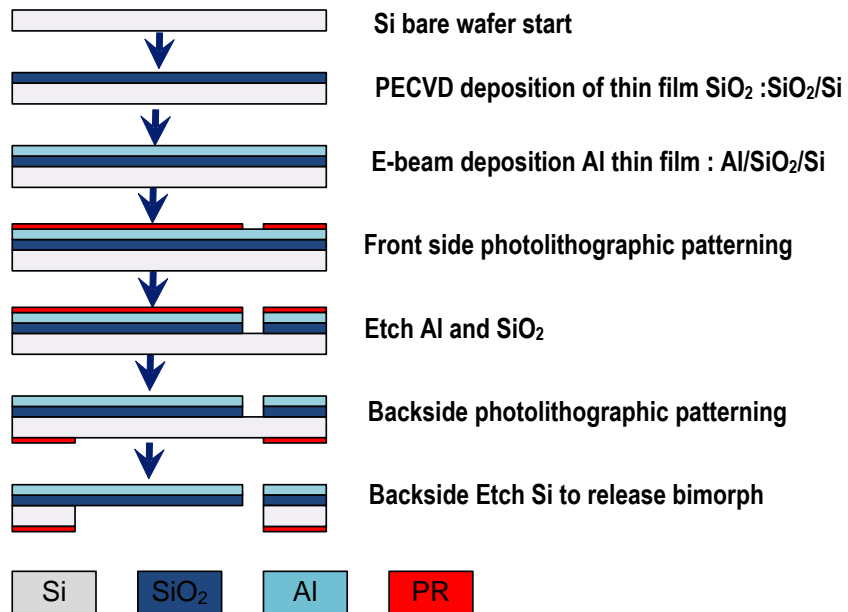 Si bare wafer start
PECVD deposition of thin film SiO₂ :SiO₂/Si
E-beam deposition Al thin film : Al/SiO₂/Si
Front side photolithographic patterning
Etch Al and SiO₂
Backside photolithographic patterning
Backside Etch Si to release bimorph
Si SiO₂ Al PR